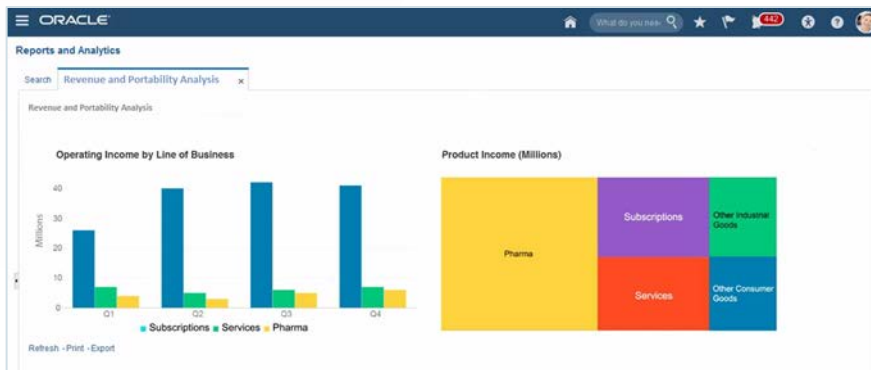 ORACLE
What do you nee
442
Reports and Analytics
Search Revenue and Portability Analysis x
Revenue and Portability Analysis
Operating Income by Line of Business
Millions
40
30
20
10
0
Q1 Q2 Q3 Q4
Subscriptions Services Pharma
Product Income (Millions)
Pharma
Subscriptions
Other Industrial
Goods
Services
Other Consumer
Goods
Refresh - Print - Export